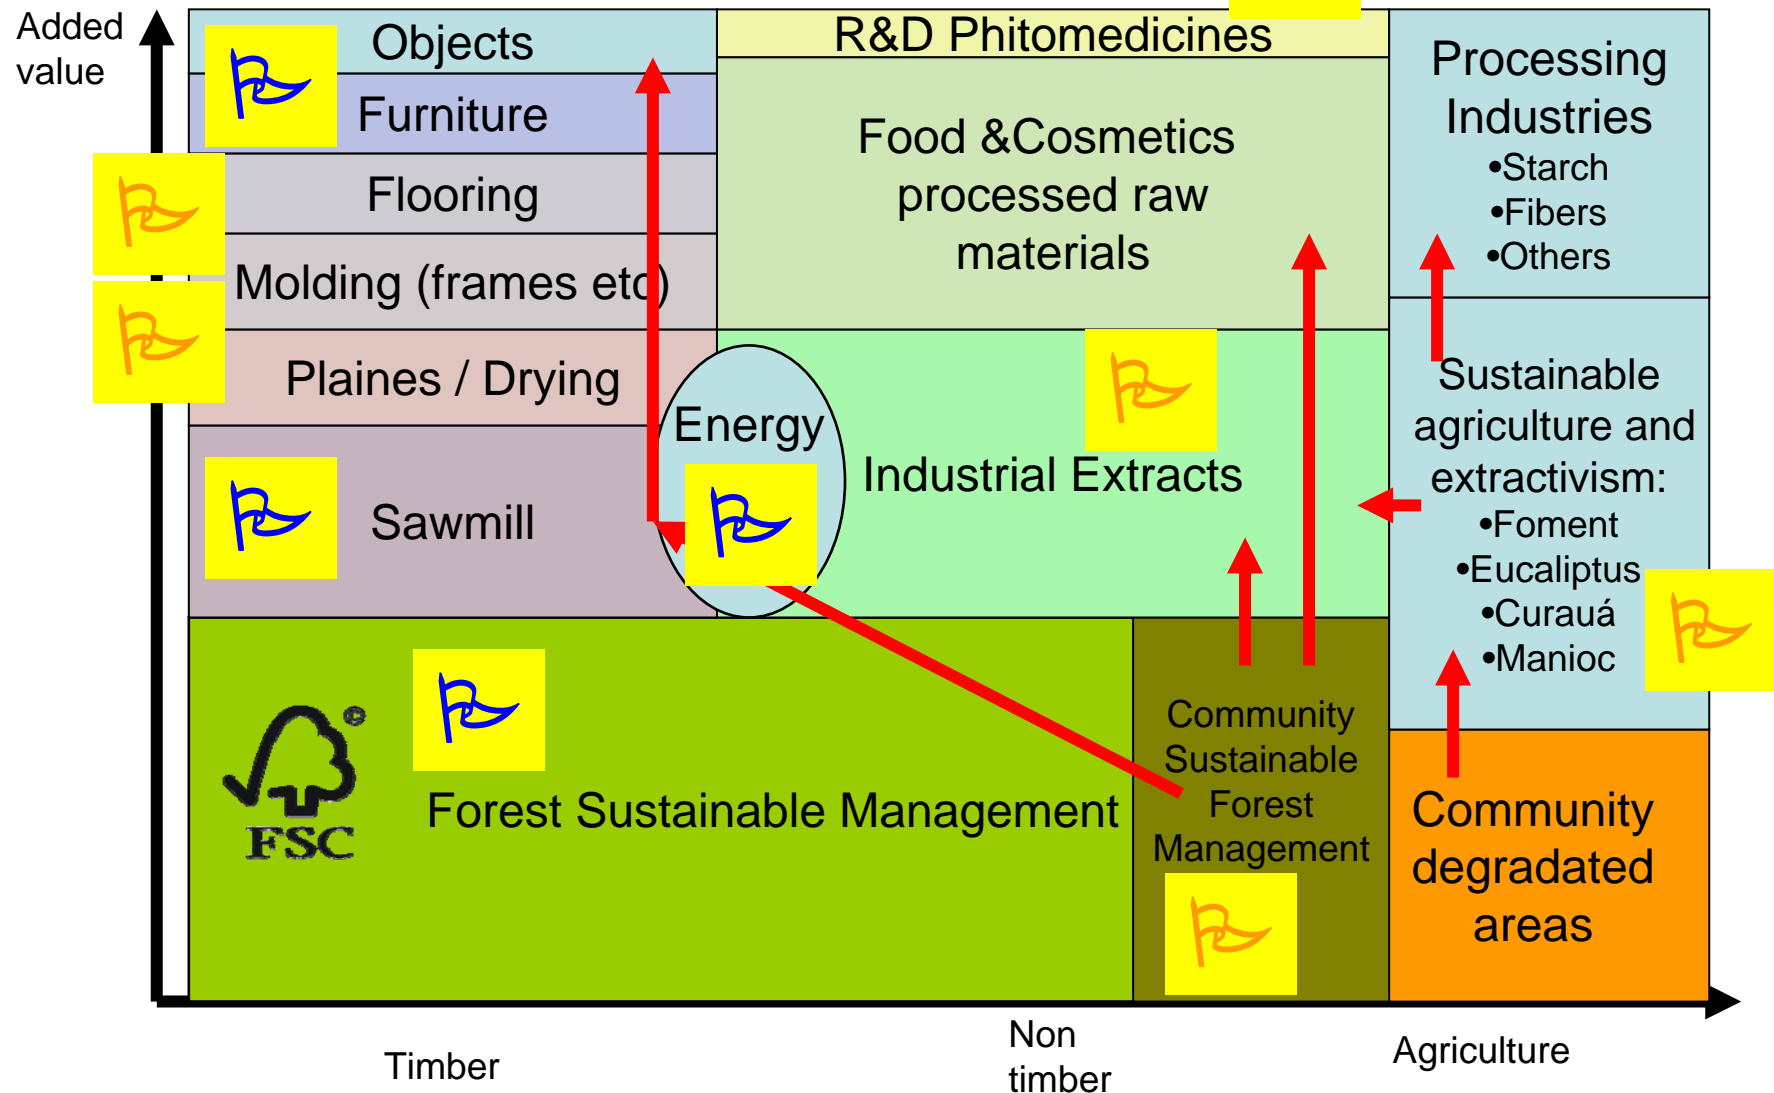 Added
value
Objects
Furniture
Flooring
Molding (frames etc)
Plaines / Drying
Sawmill
Energy
R&D Phitomedicines
Food &Cosmetics
processed raw
materials
Industrial Extracts
Processing
Industries
•Starch
•Fibers
•Others
Sustainable
agriculture and
extractivism:
•Foment
•Eucaliptus
•Curauá
•Manioc
©
FSC
Forest Sustainable Management
Community
Sustainable
Forest
Management
Community
degradated
areas
Timber
Non
timber
Agriculture